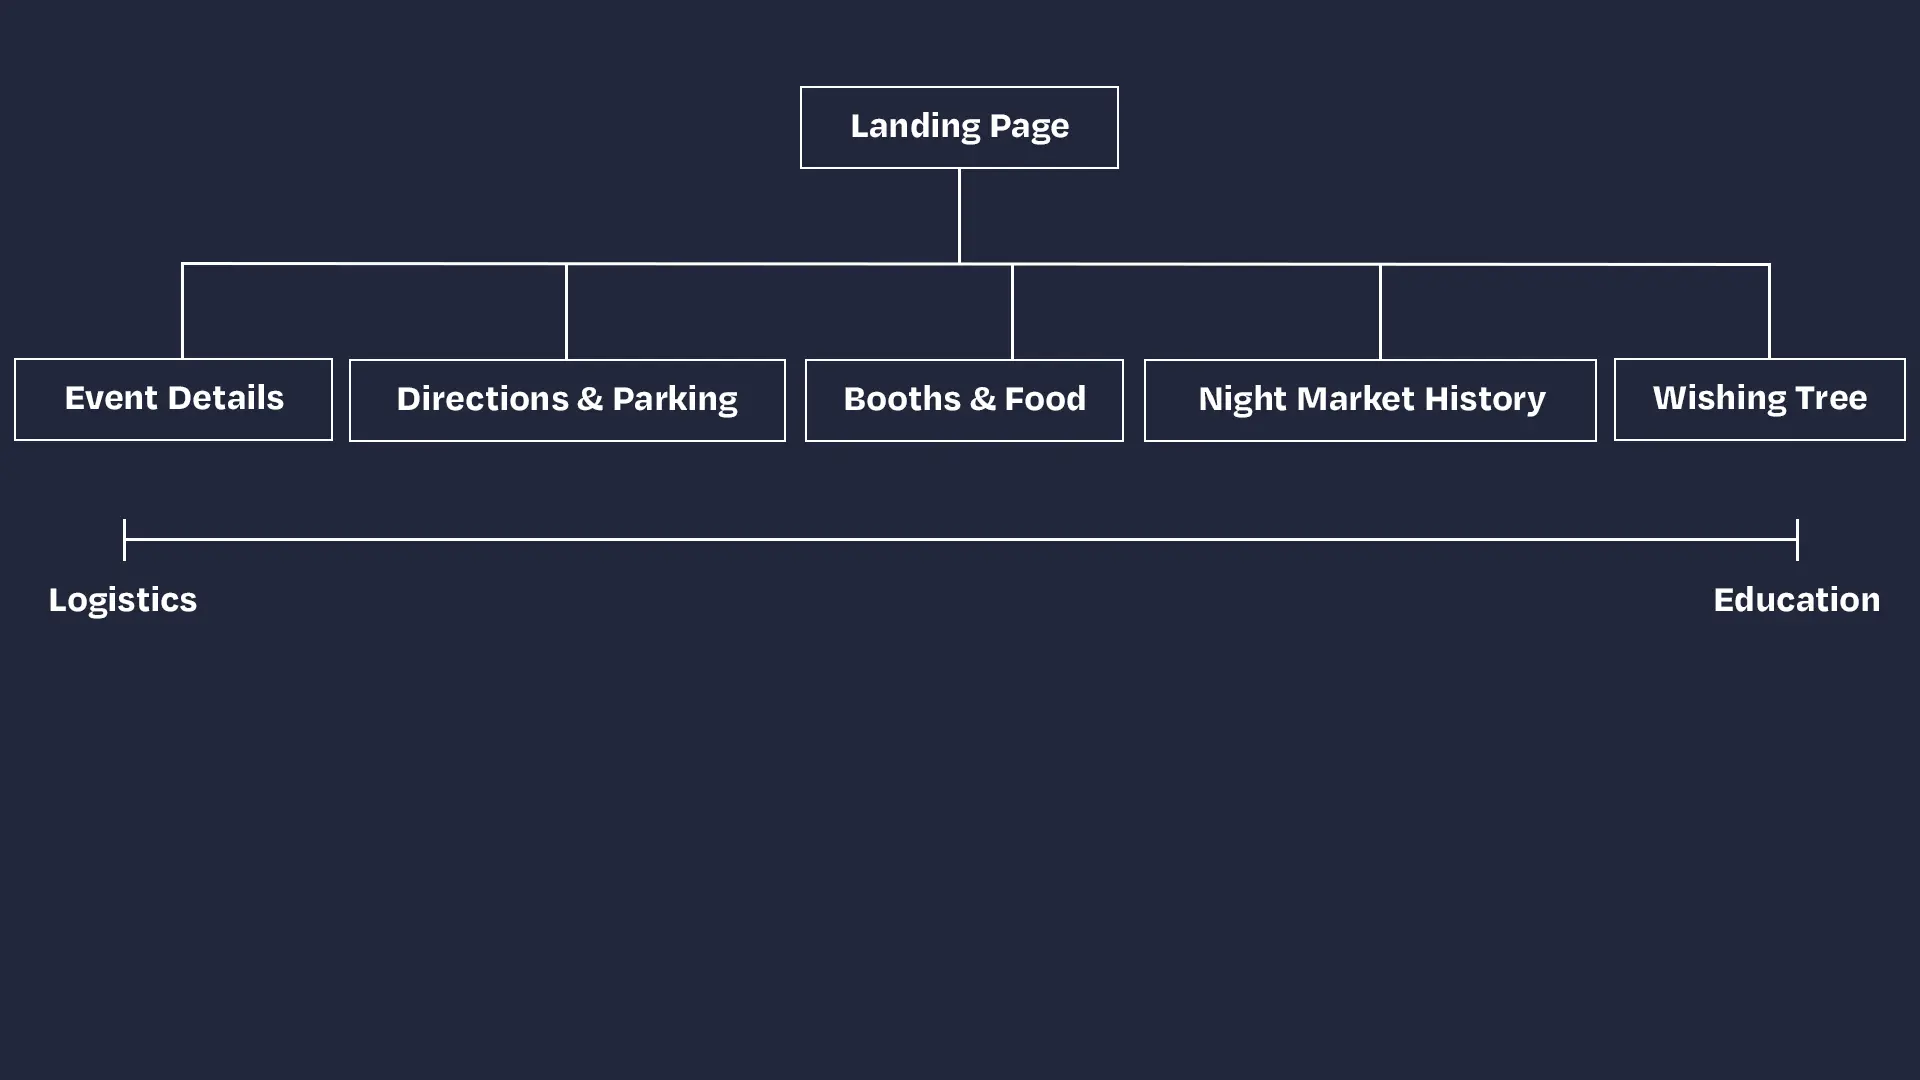 Landing Page
Event Details
Directions & Parking
Booths & Food
Night Market History
Wishing Tree
Logistics
Education